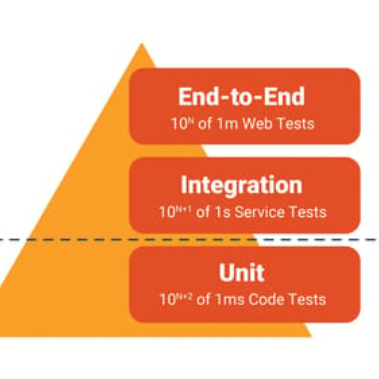 End-to-End
10ᴺ of 1m Web Tests
Integration
10ᴺ⁺¹ of 1s Service Tests
Unit
10ᴺ⁺² of 1ms Code Tests